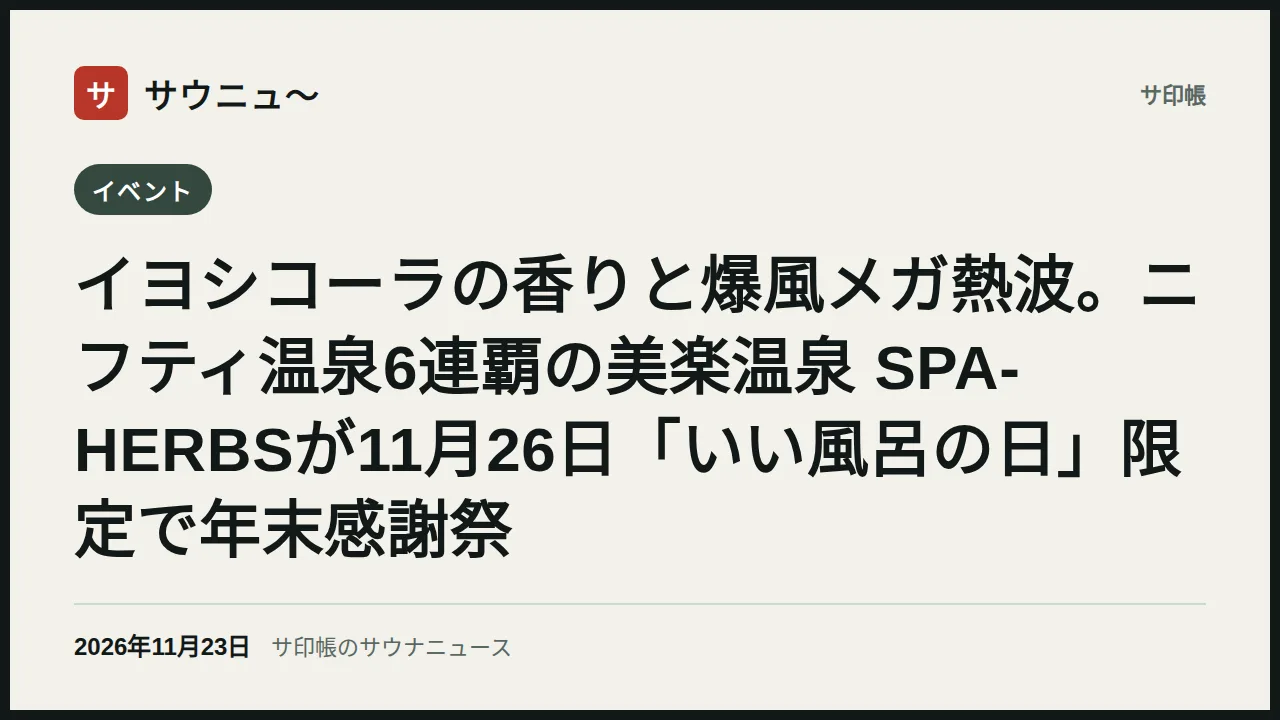 サ サウニュ〜
サ印帳
イベント
イヨシコーラの香りと爆風メガ熱波。ニ
フティ温泉6連覇の美楽温泉 SPA-
HERBSが11月26日「いい風呂の日」限
定で年末感謝祭
2026年11月23日 サ印帳のサウナニュース